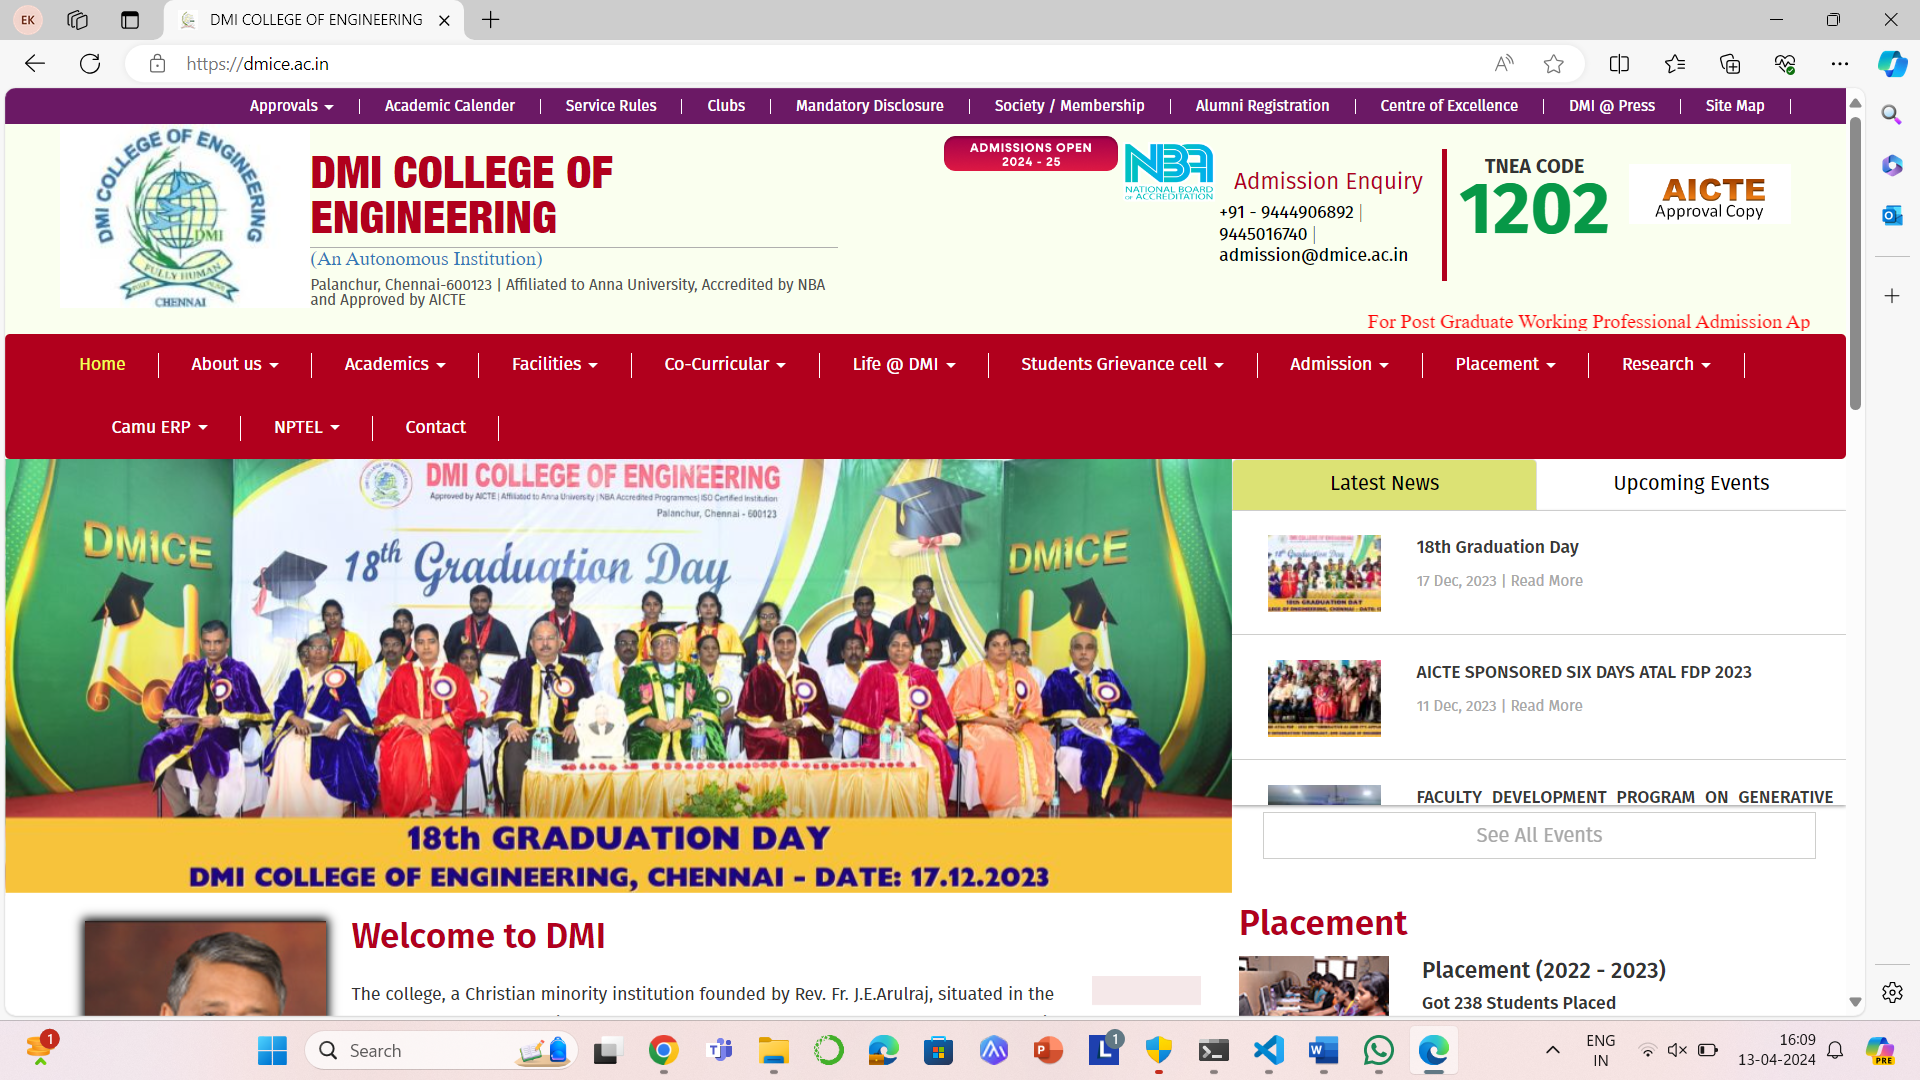 EK
DMI COLLEGE OF ENGINEERING
https://dmice.ac.in
Approvals
Academic Calender
Service Rules
Clubs
Mandatory Disclosure
Society / Membership
Alumni Registration
Centre of Excellence
DMI @ Press
Site Map
DMI COLLEGE OF ENGINEERING
DMI
FULLY HUMAN
CHENNAI
DMI COLLEGE OF
ENGINEERING
(An Autonomous Institution)
Palanchur, Chennai-600123 | Affiliated to Anna University, Accredited by NBA
and Approved by AICTE
ADMISSIONS OPEN
2024 - 25
NBA
NATIONAL BOARD
of ACCREDITATION
Admission Enquiry
+91 - 9444906892 |
9445016740 |
admission@dmice.ac.in
TNEA CODE
1202
AICTE
Approval Copy
For Post Graduate Working Professional Admission Ap
Home
About us
Academics
Facilities
Co-Curricular
Life @ DMI
Students Grievance cell
Admission
Placement
Research
Camu ERP
NPTEL
Contact
DMI COLLEGE OF ENGINEERING
Approved by AICTE | Affiliated to Anna University | NBA Accredited Programmes| ISO Certified Institution
Palanchur, Chennai - 600123
DMICE
18th Graduation Day
DMICE
18th GRADUATION DAY
DMI COLLEGE OF ENGINEERING, CHENNAI - DATE: 17.12.2023
Latest News
Upcoming Events
18th Graduation Day
17 Dec, 2023 | Read More
AICTE SPONSORED SIX DAYS ATAL FDP 2023
11 Dec, 2023 | Read More
FACULTY DEVELOPMENT PROGRAM ON GENERATIVE
See All Events
Welcome to DMI
The college, a Christian minority institution founded by Rev. Fr. J.E.Arulraj, situated in the
Placement
Placement (2022 - 2023)
Got 238 Students Placed
1
Search
1
ENG
IN
16:09
13-04-2024
PRE